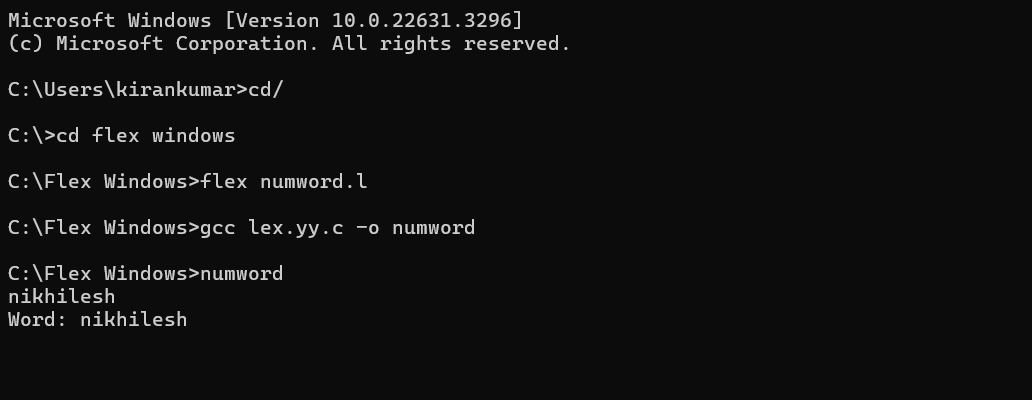 Microsoft Windows [Version 10.0.22631.3296]
(c) Microsoft Corporation. All rights reserved.
C:\Users\kirankumar>cd/
C:\>cd flex windows
C:\Flex Windows>flex numword.l
C:\Flex Windows>gcc lex.yy.c -o numword
C:\Flex Windows>numword
nikhilesh
Word: nikhilesh